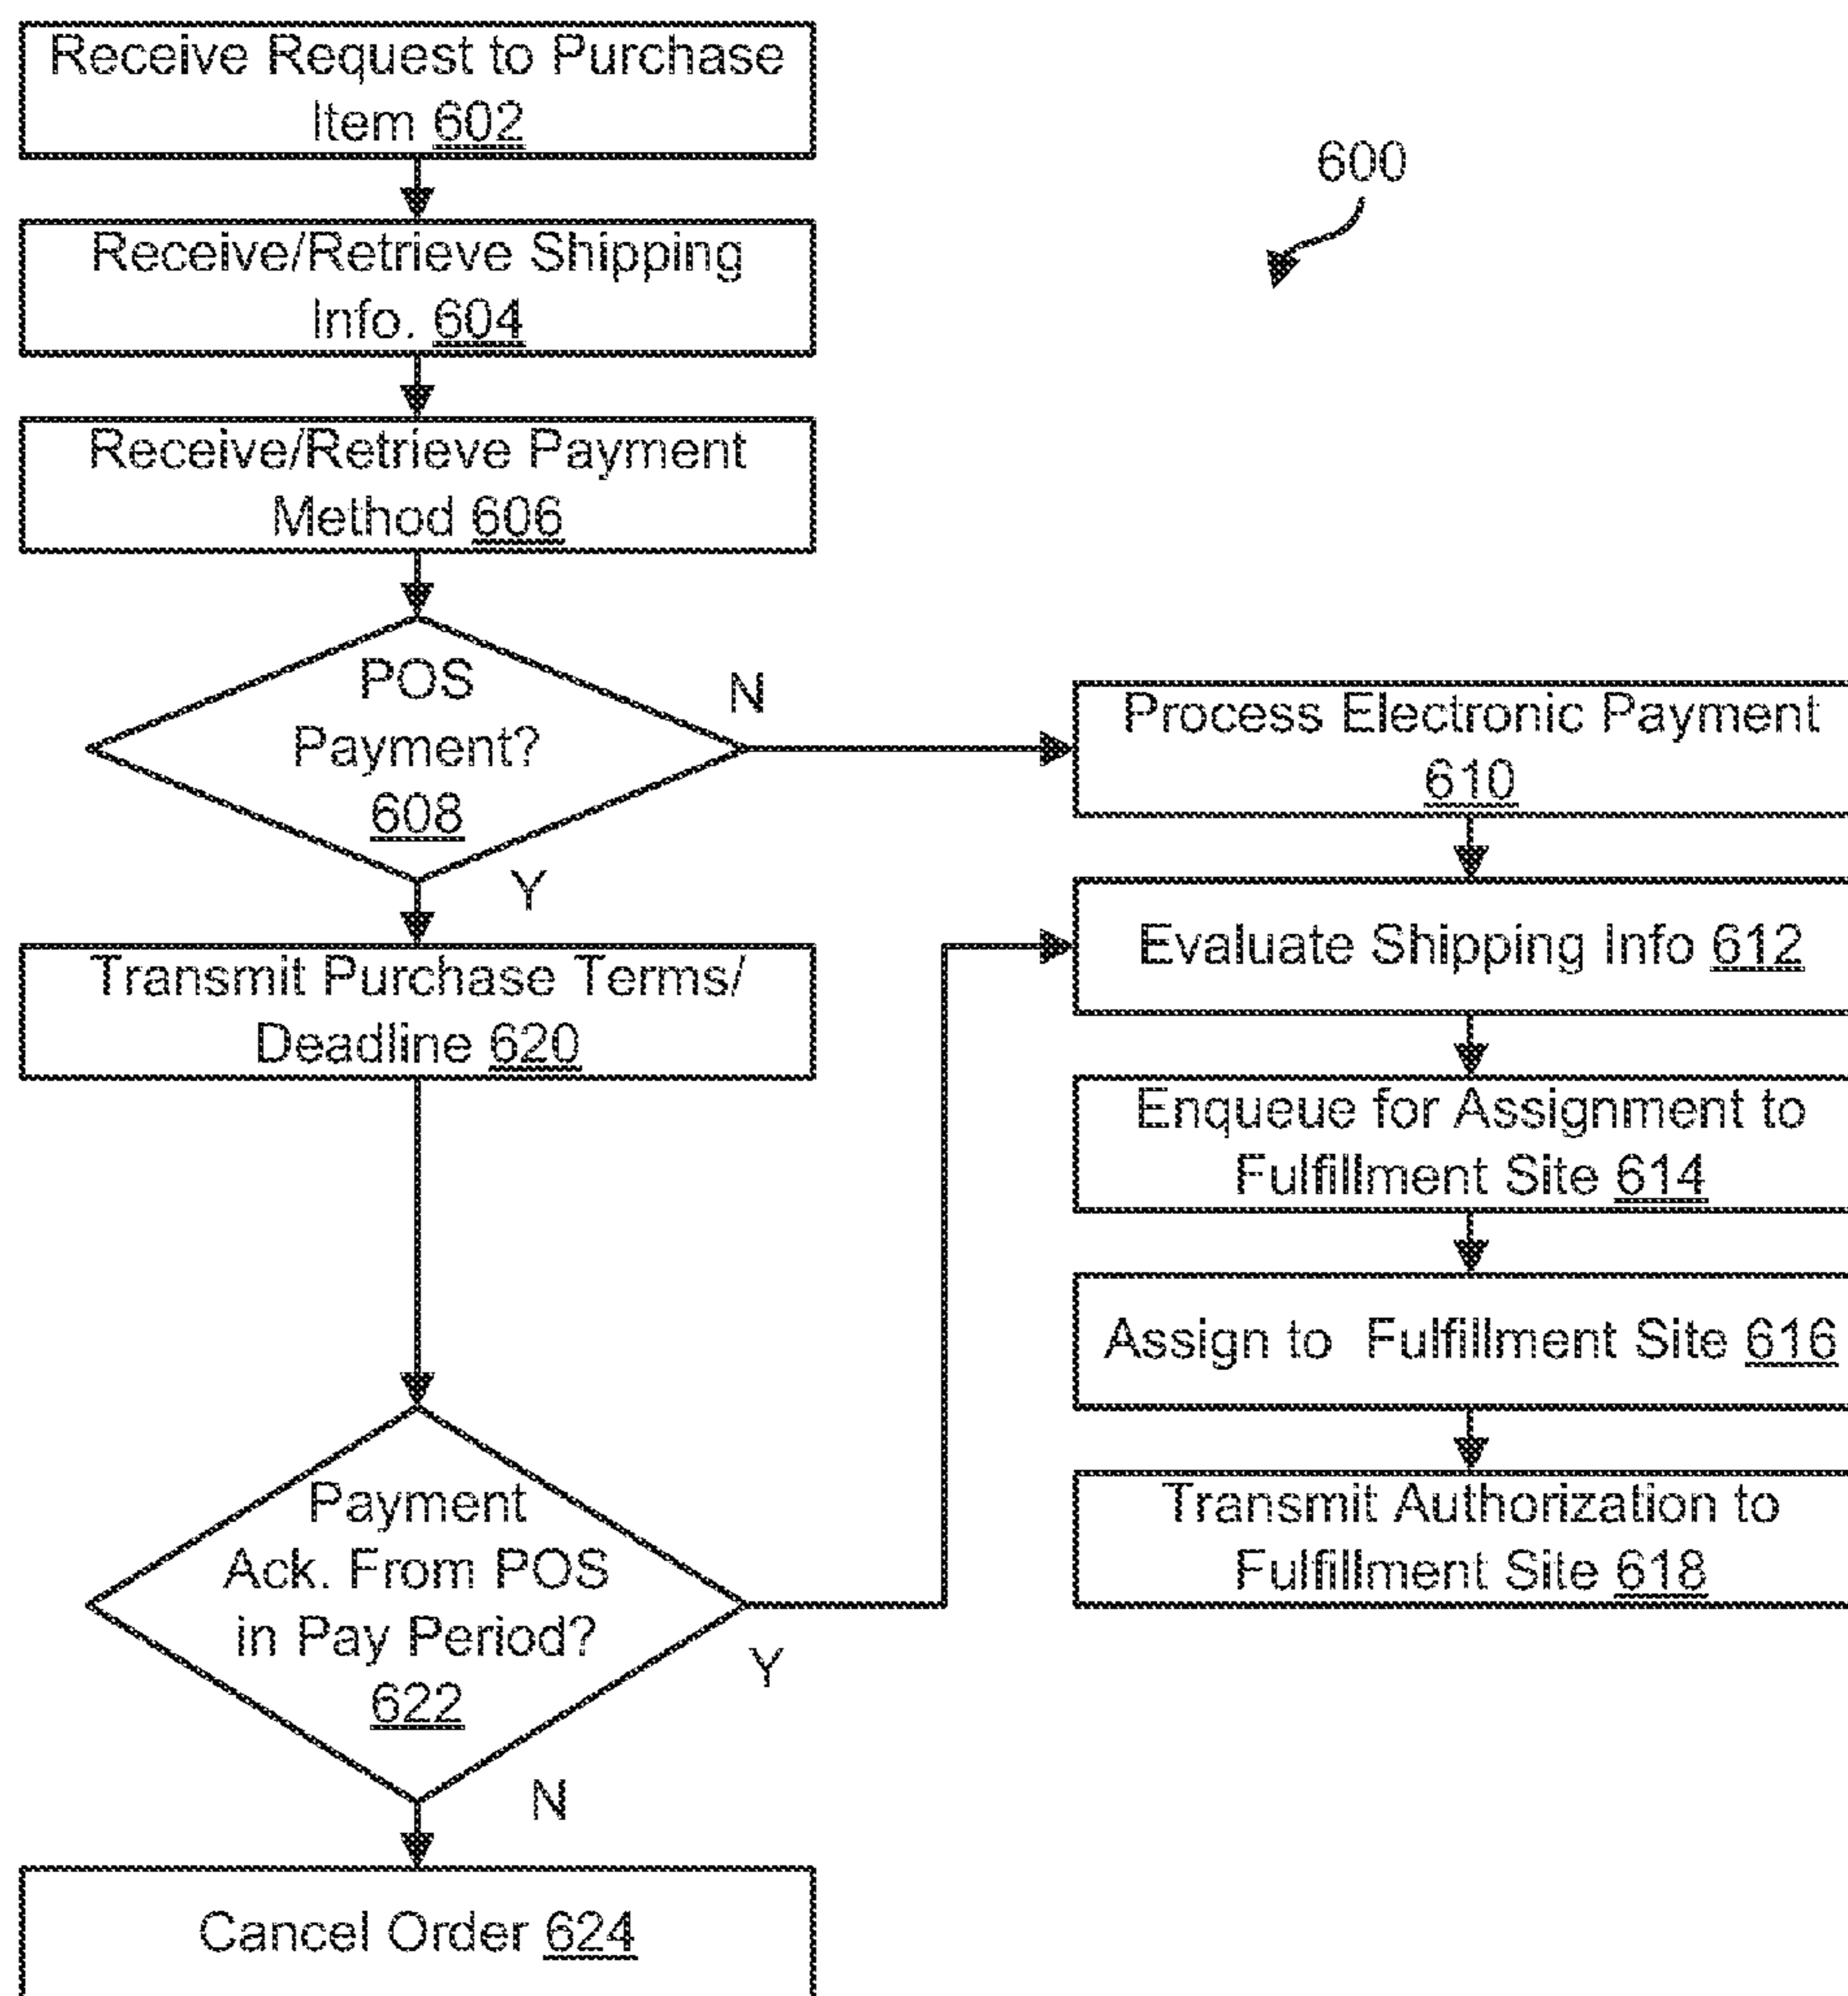 Receive Request to Purchase
Item 602
600
Receive/Retrieve Shipping
Info. 604
Receive/Retrieve Payment
Method 606
POS
Payment?
608
N
Y
Process Electronic Payment
610
Evaluate Shipping Info 612
Transmit Purchase Terms/
Deadline 620
Enqueue for Assignment to
Fulfillment Site 614
Assign to Fulfillment Site 616
Transmit Authorization to
Fulfillment Site 618
Payment
Ack. From POS
in Pay Period?
622
Y
N
Cancel Order 624